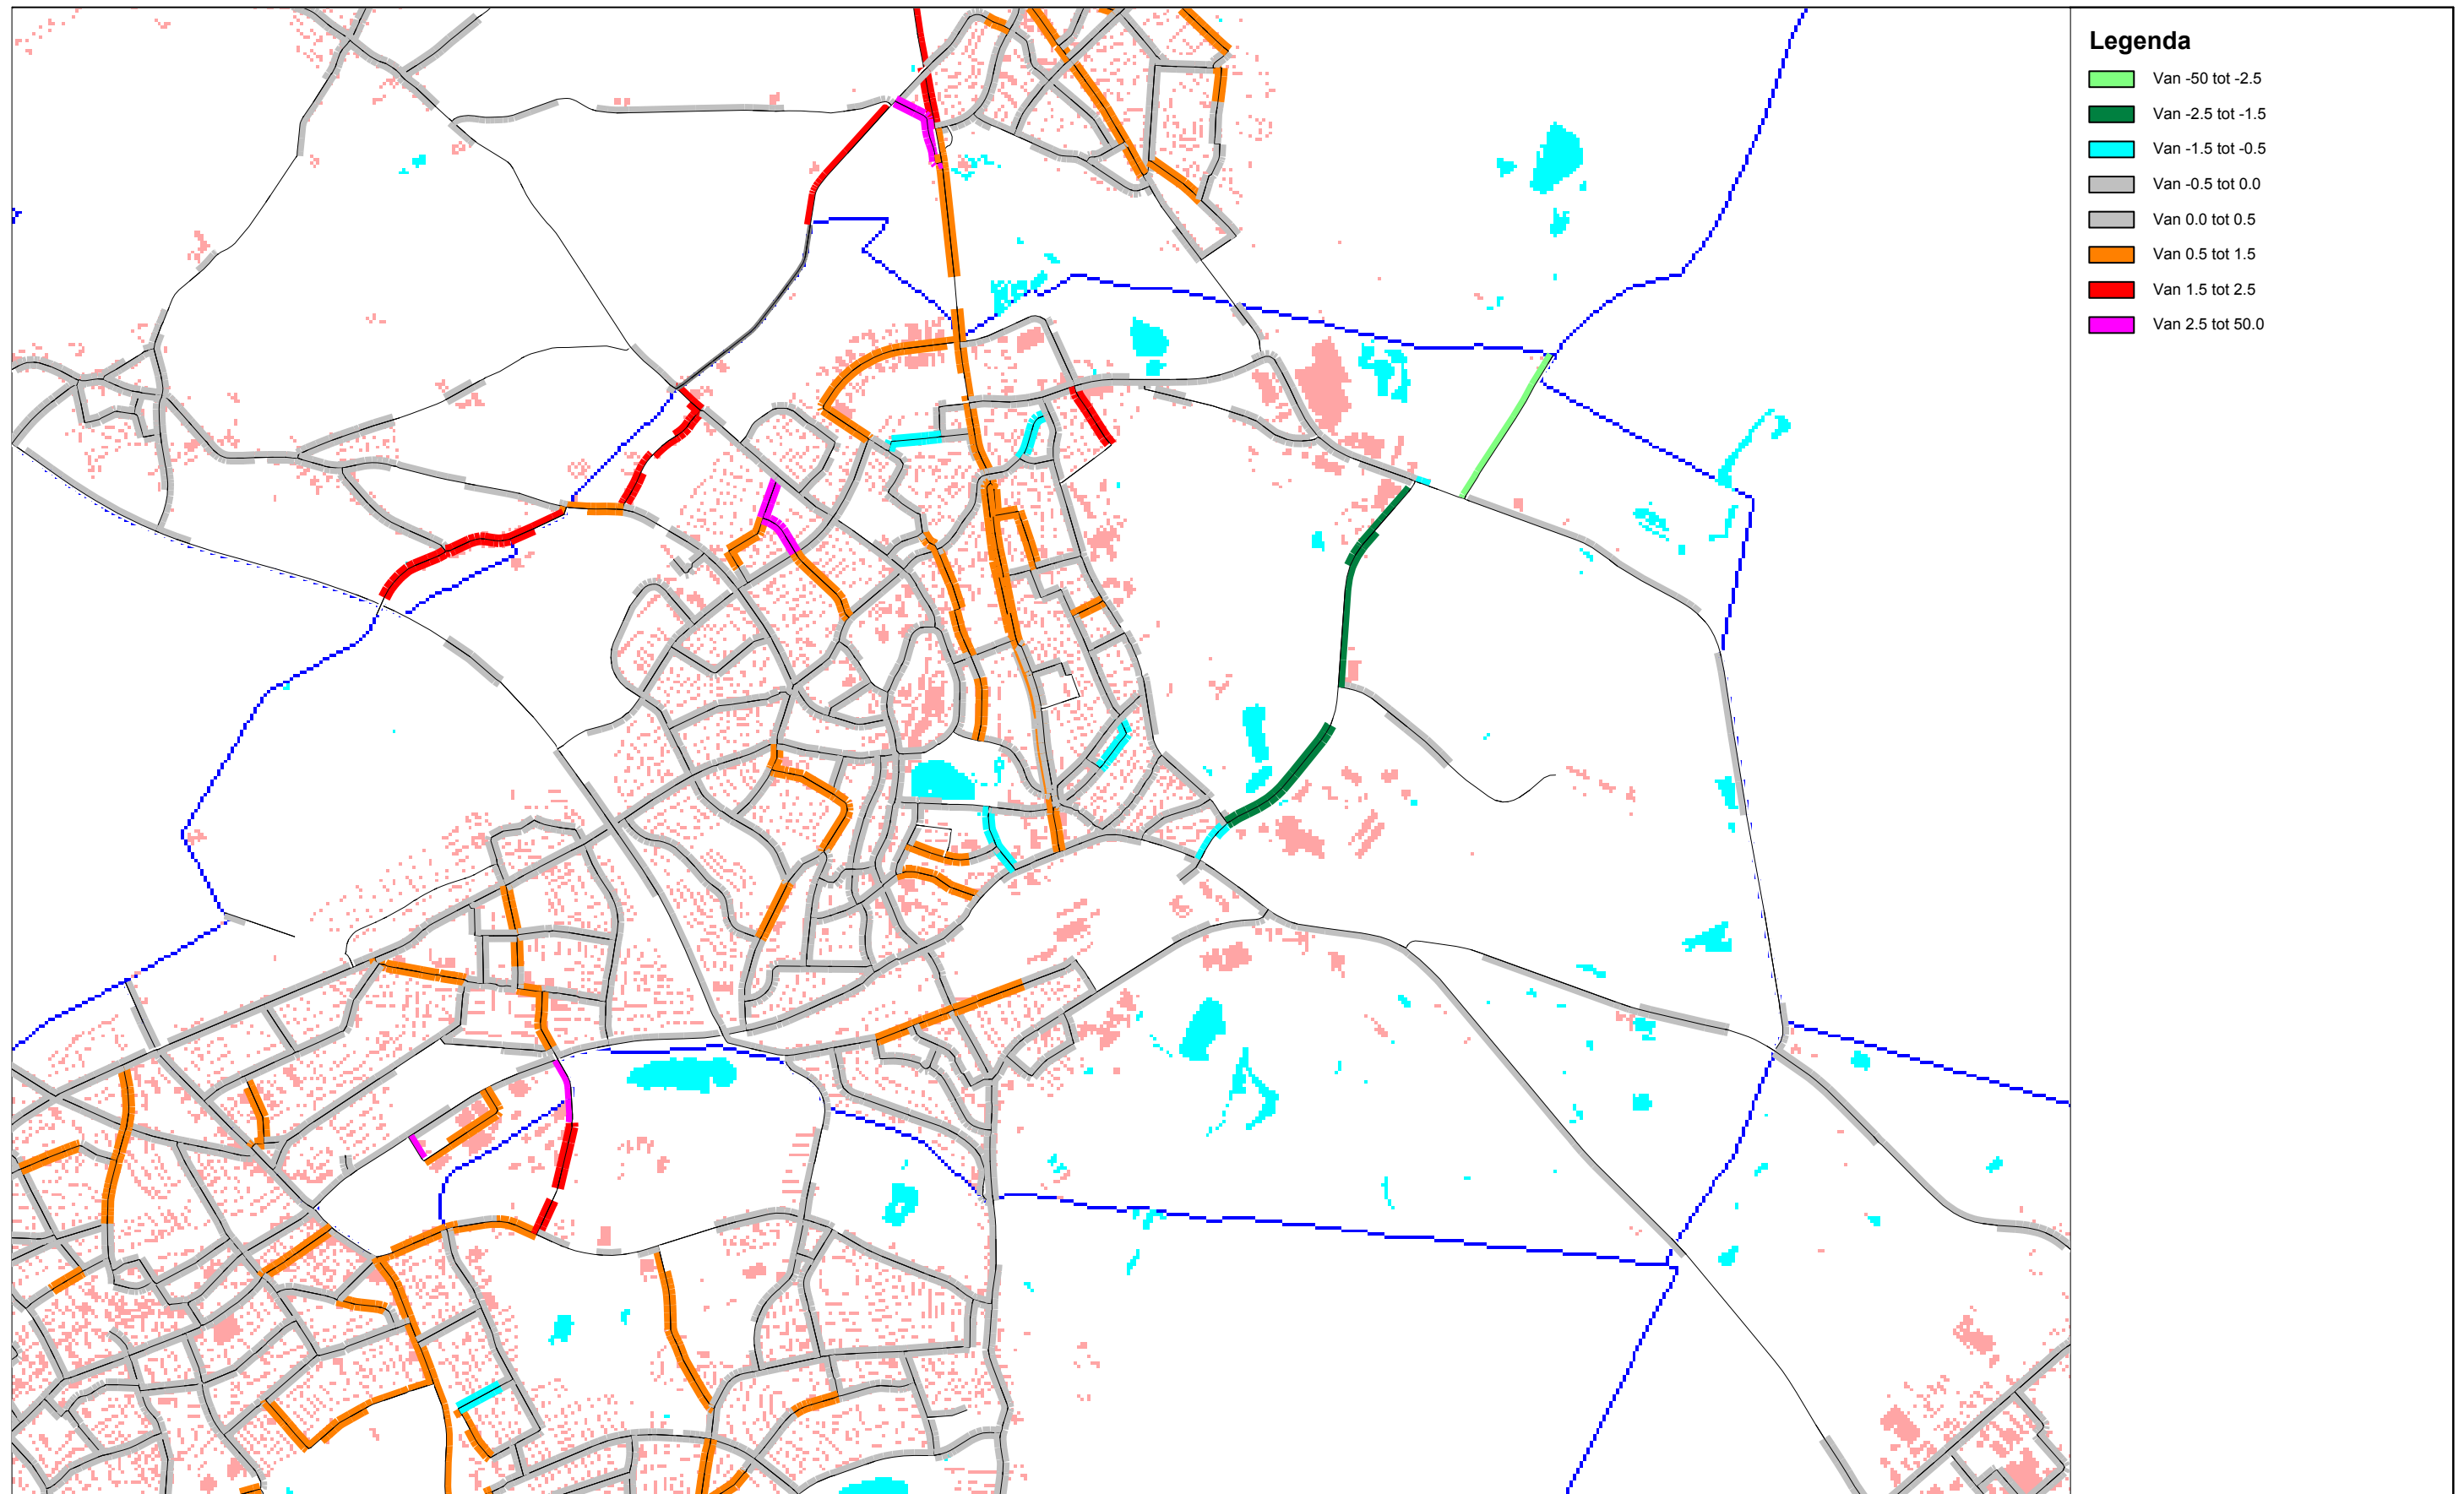 Legenda
Van -50 tot -2.5
Van -2.5 tot -1.5
Van -1.5 tot -0.5
Van -0.5 tot 0.0
Van 0.0 tot 0.5
Van 0.5 tot 1.5
Van 1.5 tot 2.5
Van 2.5 tot 50.0